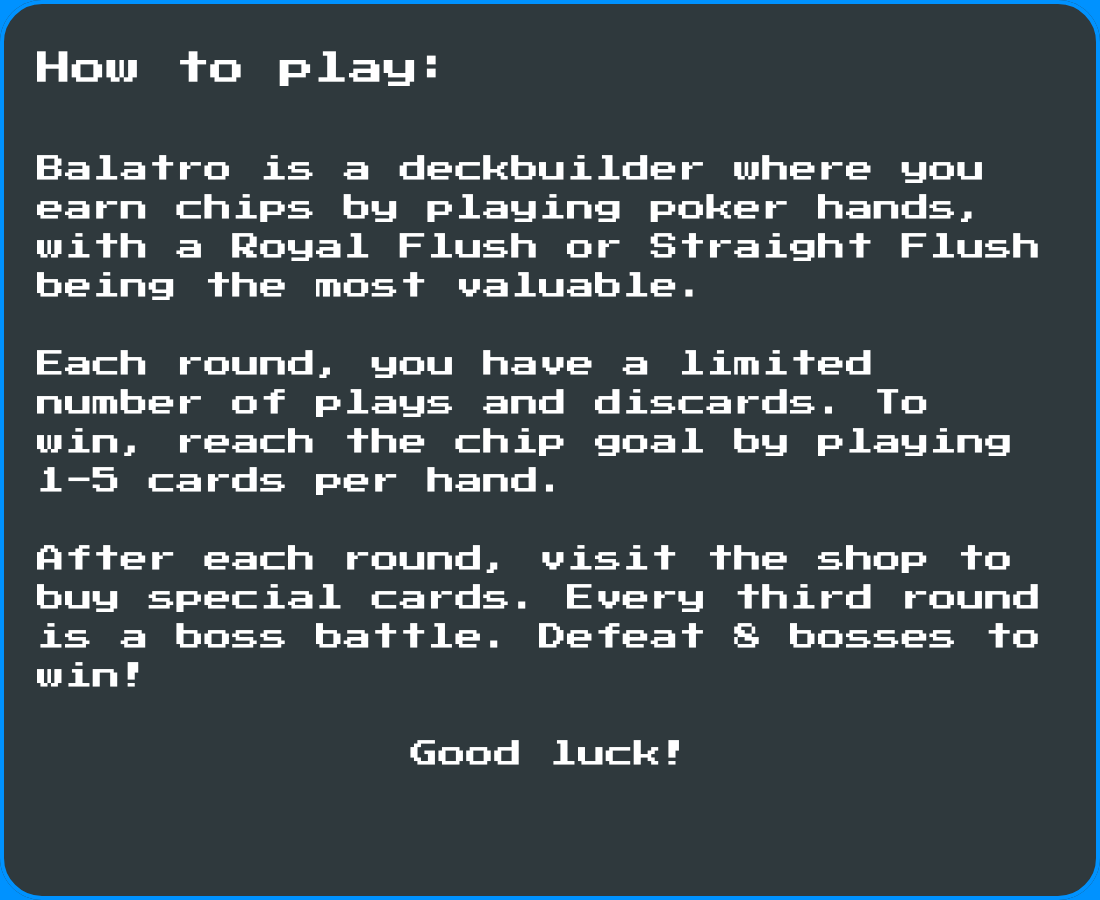 How to play:
Balatro is a deckbuilder where you
earn chips by playing poker hands,
with a Royal Flush or Straight Flush
being the most valuable.
Each round, you have a limited
number of plays and discards. To
win, reach the chip goal by playing
1-5 cards per hand.
After each round, visit the shop to
buy special cards. Every third round
is a boss battle. Defeat 8 bosses to
win!
Good luck!